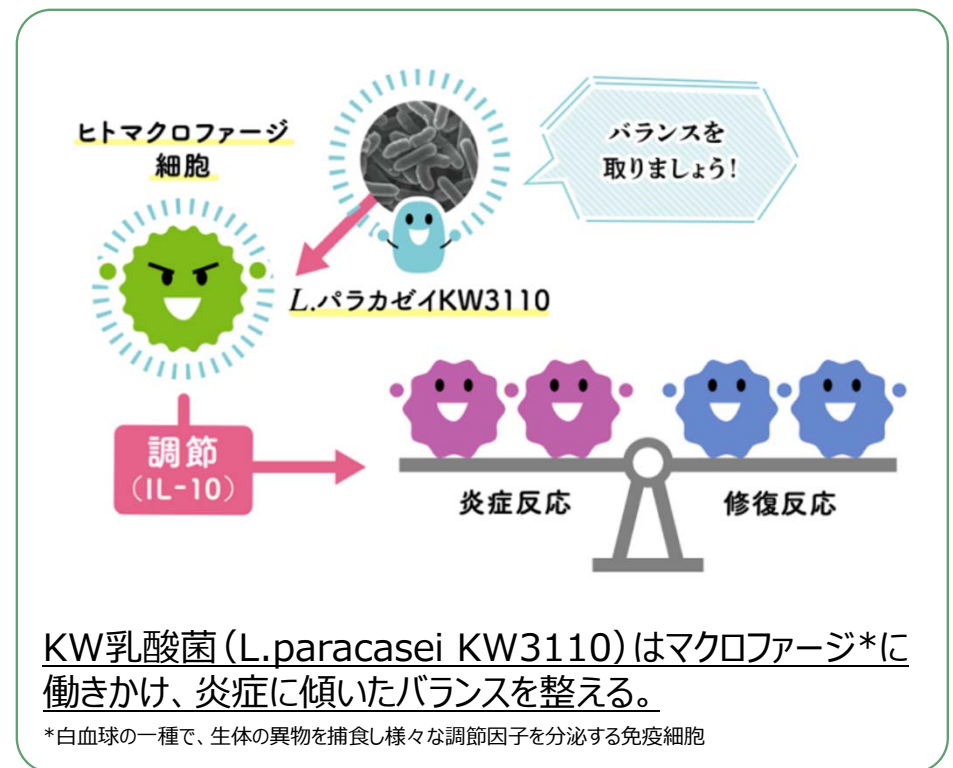 ヒトマクロファージ
細胞
バランスを
取りましょう!
L.パラカゼイKW3110
調節
(IL-10)
炎症反応
修復反応
KW乳酸菌(L.paracasei KW3110)はマクロファージ*に
働きかけ、炎症に傾いたバランスを整える。
*白血球の一種で、生体の異物を捕食し様々な調節因子を分泌する免疫細胞